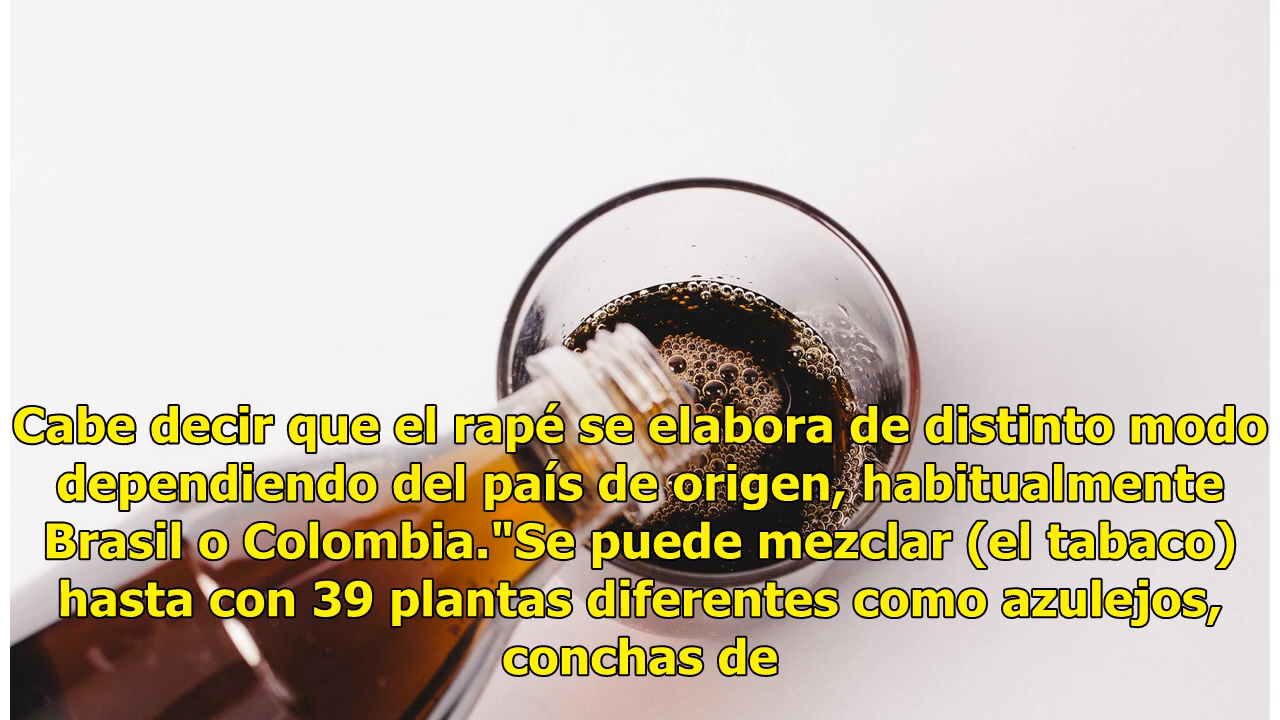 Cabe decir que el rapé se elabora de distinto modo
dependiendo del país de origen, habitualmente
Brasil o Colombia."Se puede mezclar (el tabaco)
hasta con 39 plantas diferentes como azulejos,
conchas de